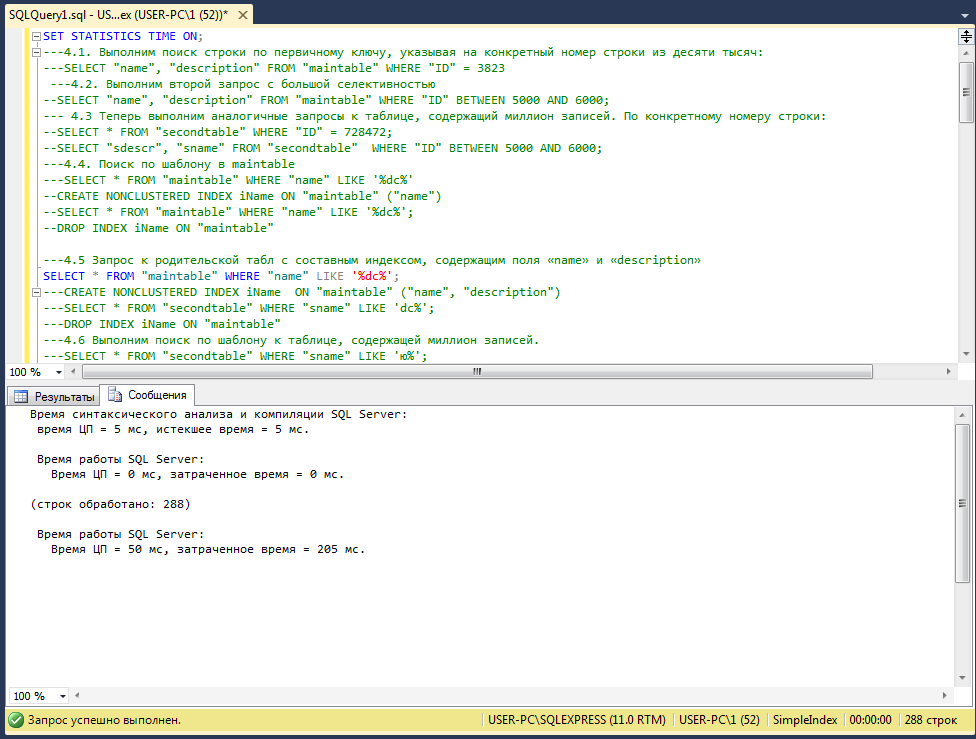 SQLQuery1.sql - US...ex (USER-PC\1 (52))*
SET STATISTICS TIME ON;
---4.1. Выполним поиск строки по первичному ключу, указывая на конкретный номер строки из десяти тысяч:
---SELECT "name", "description" FROM "maintable" WHERE "ID" = 3823
---4.2. Выполним второй запрос с большой селективностью
--SELECT "name", "description" FROM "maintable" WHERE "ID" BETWEEN 5000 AND 6000;
--- 4.3 Теперь выполним аналогичные запросы к таблице, содержащий миллион записей. По конкретному номеру строки:
--SELECT * FROM "secondtable" WHERE "ID" = 728472;
--SELECT "sdescr", "sname" FROM "secondtable"  WHERE "ID" BETWEEN 5000 AND 6000;
---4.4. Поиск по шаблону в maintable
---SELECT * FROM "maintable" WHERE "name" LIKE '%dc%'
--CREATE NONCLUSTERED INDEX iName ON "maintable" ("name")
--SELECT * FROM "maintable" WHERE "name" LIKE '%dc%';
--DROP INDEX iName ON "maintable"
---4.5 Запрос к родительской табл с составным индексом, содержащим поля «name» и «description»
SELECT * FROM "maintable" WHERE "name" LIKE '%dc%';
---CREATE NONCLUSTERED INDEX iName  ON "maintable" ("name", "description")
---SELECT * FROM "secondtable" WHERE "sname" LIKE 'dc%';
---DROP INDEX iName ON "maintable"
---4.6 Выполним поиск по шаблону к таблице, содержащей миллион записей.
---SELECT * FROM "secondtable" WHERE "sname" LIKE 'ю%';
100 %
Результаты Сообщения
Время синтаксического анализа и компиляции SQL Server:
время ЦП = 5 мс, истекшее время = 5 мс.
Время работы SQL Server:
Время ЦП = 0 мс, затраченное время = 0 мс.
(строк обработано: 288)
Время работы SQL Server:
Время ЦП = 50 мс, затраченное время = 205 мс.
100 %
Запрос успешно выполнен. USER-PC\SQLEXPRESS (11.0 RTM) USER-PC\1 (52) SimpleIndex 00:00:00 288 строк